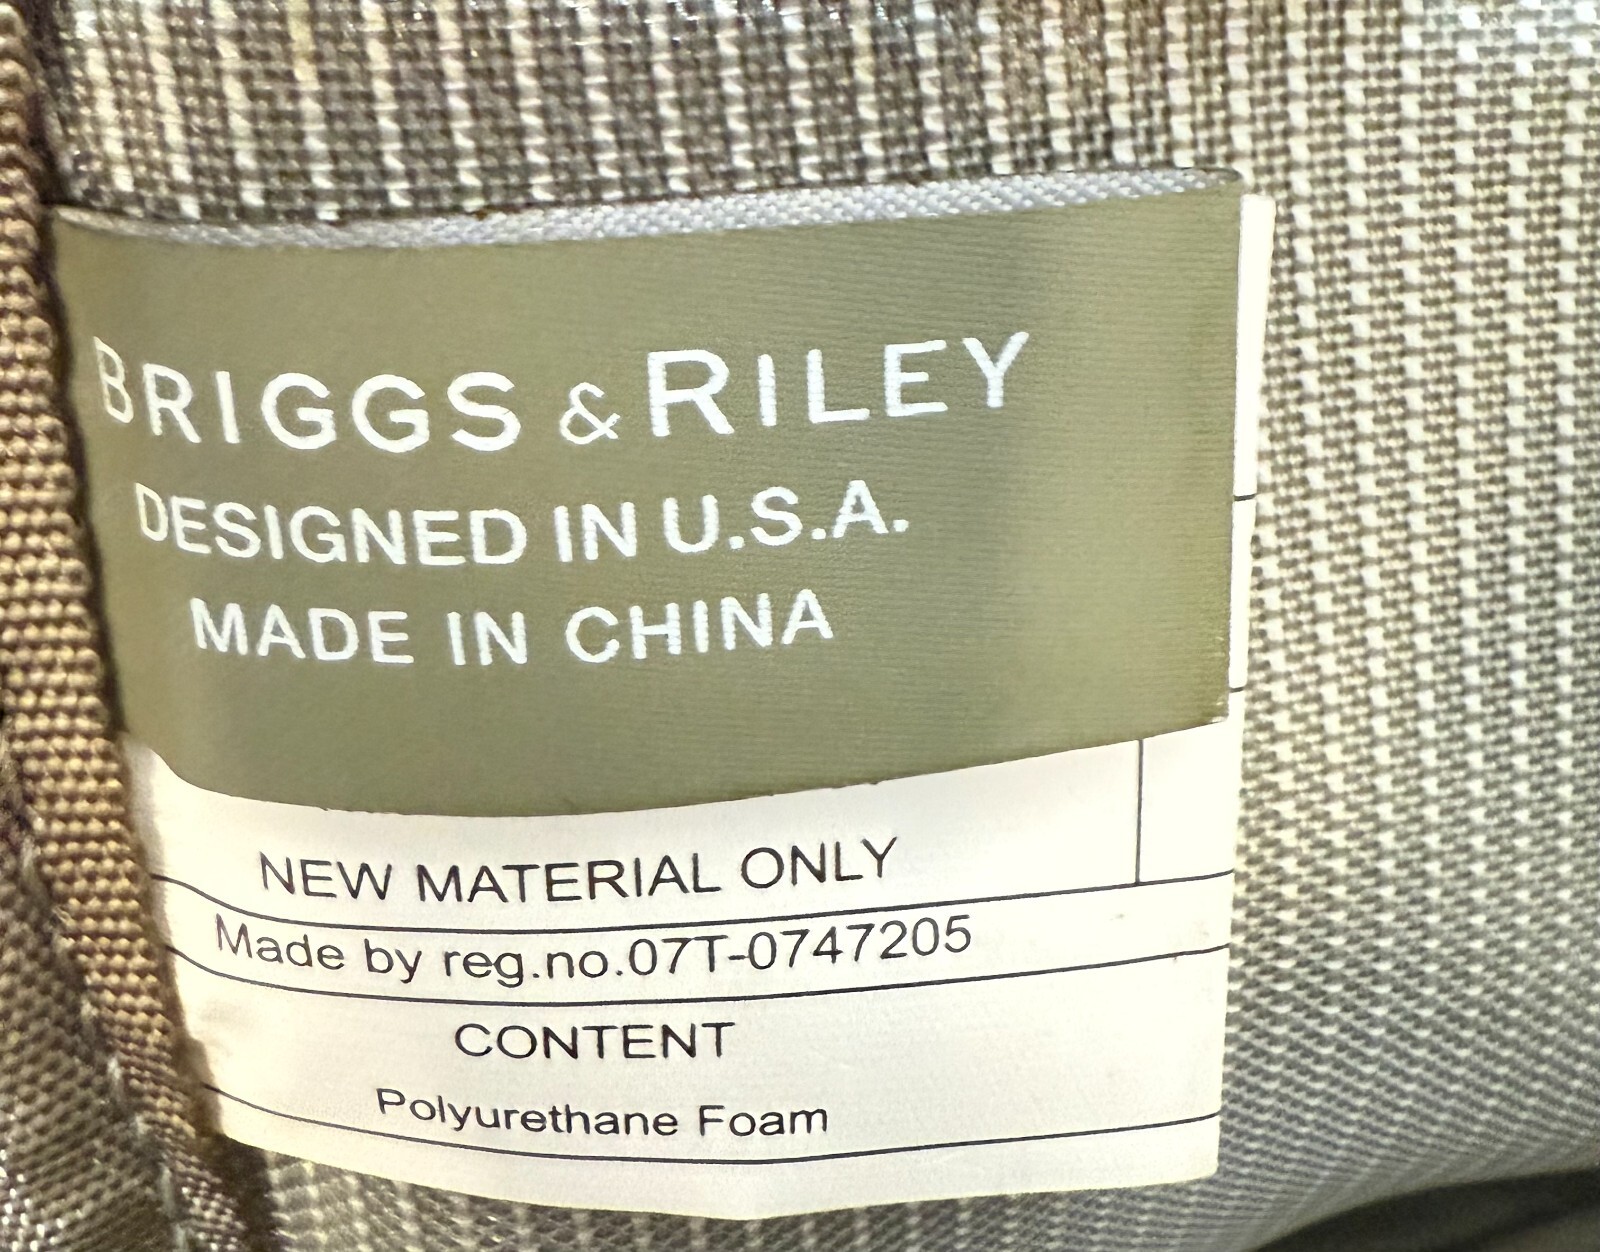 BRIGGS & RILEY
DESIGNED IN U.S.A.
MADE IN CHINA
NEW MATERIAL ONLY
Made by reg.no.07T-0747205
CONTENT
Polyurethane Foam